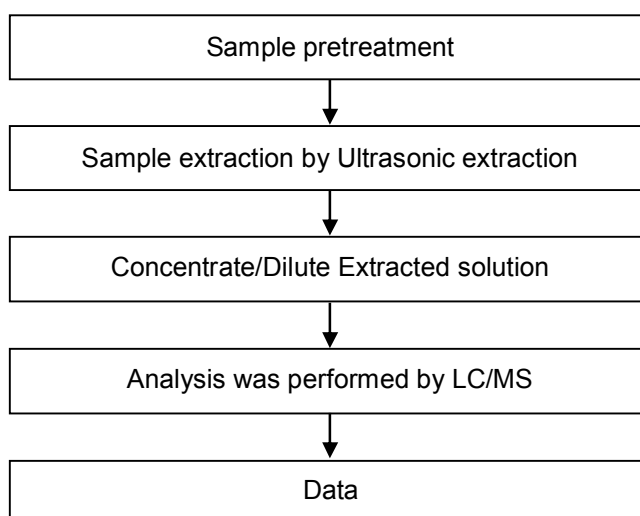 Sample pretreatment
Sample extraction by Ultrasonic extraction
Concentrate/Dilute Extracted solution
Analysis was performed by LC/MS
Data